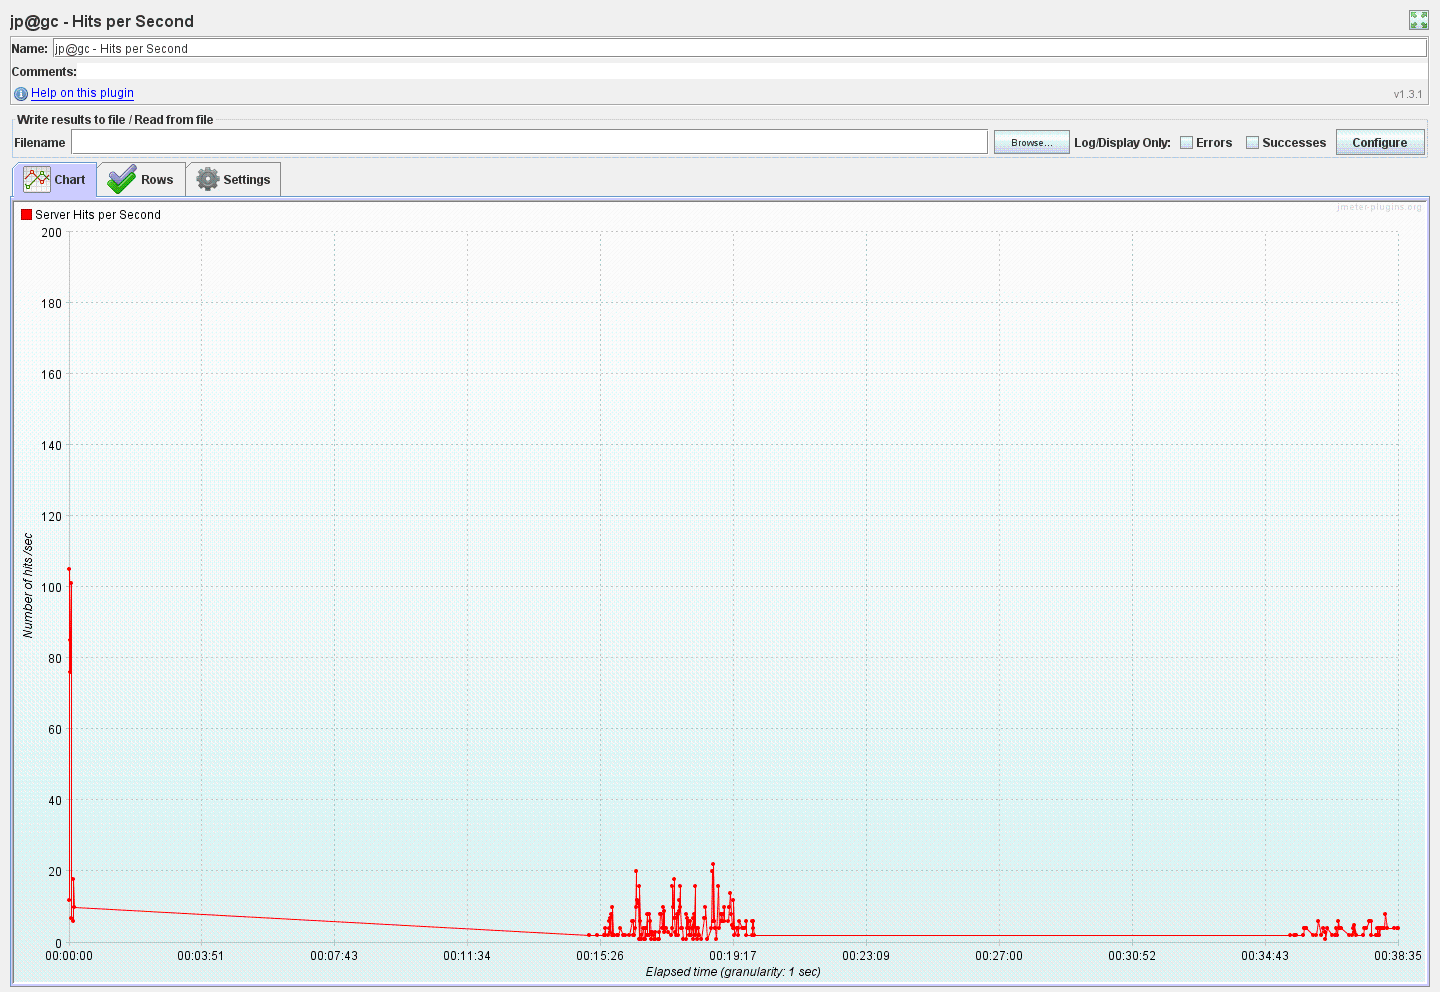 jp@gc - Hits per Second
Name: jp@gc - Hits per Second
Comments:
Help on this plugin
v1.3.1
Write results to file / Read from file
Filename Browse... Log/Display Only: Errors Successes Configure
Chart Rows Settings
Server Hits per Second
jmeter-plugins.org
200
180
160
140
120
100
80
60
40
20
0
Number of hits /sec
00:00:00 00:03:51 00:07:43 00:11:34 00:15:26 00:19:17 00:23:09 00:27:00 00:30:52 00:34:43 00:38:35
Elapsed time (granularity: 1 sec)